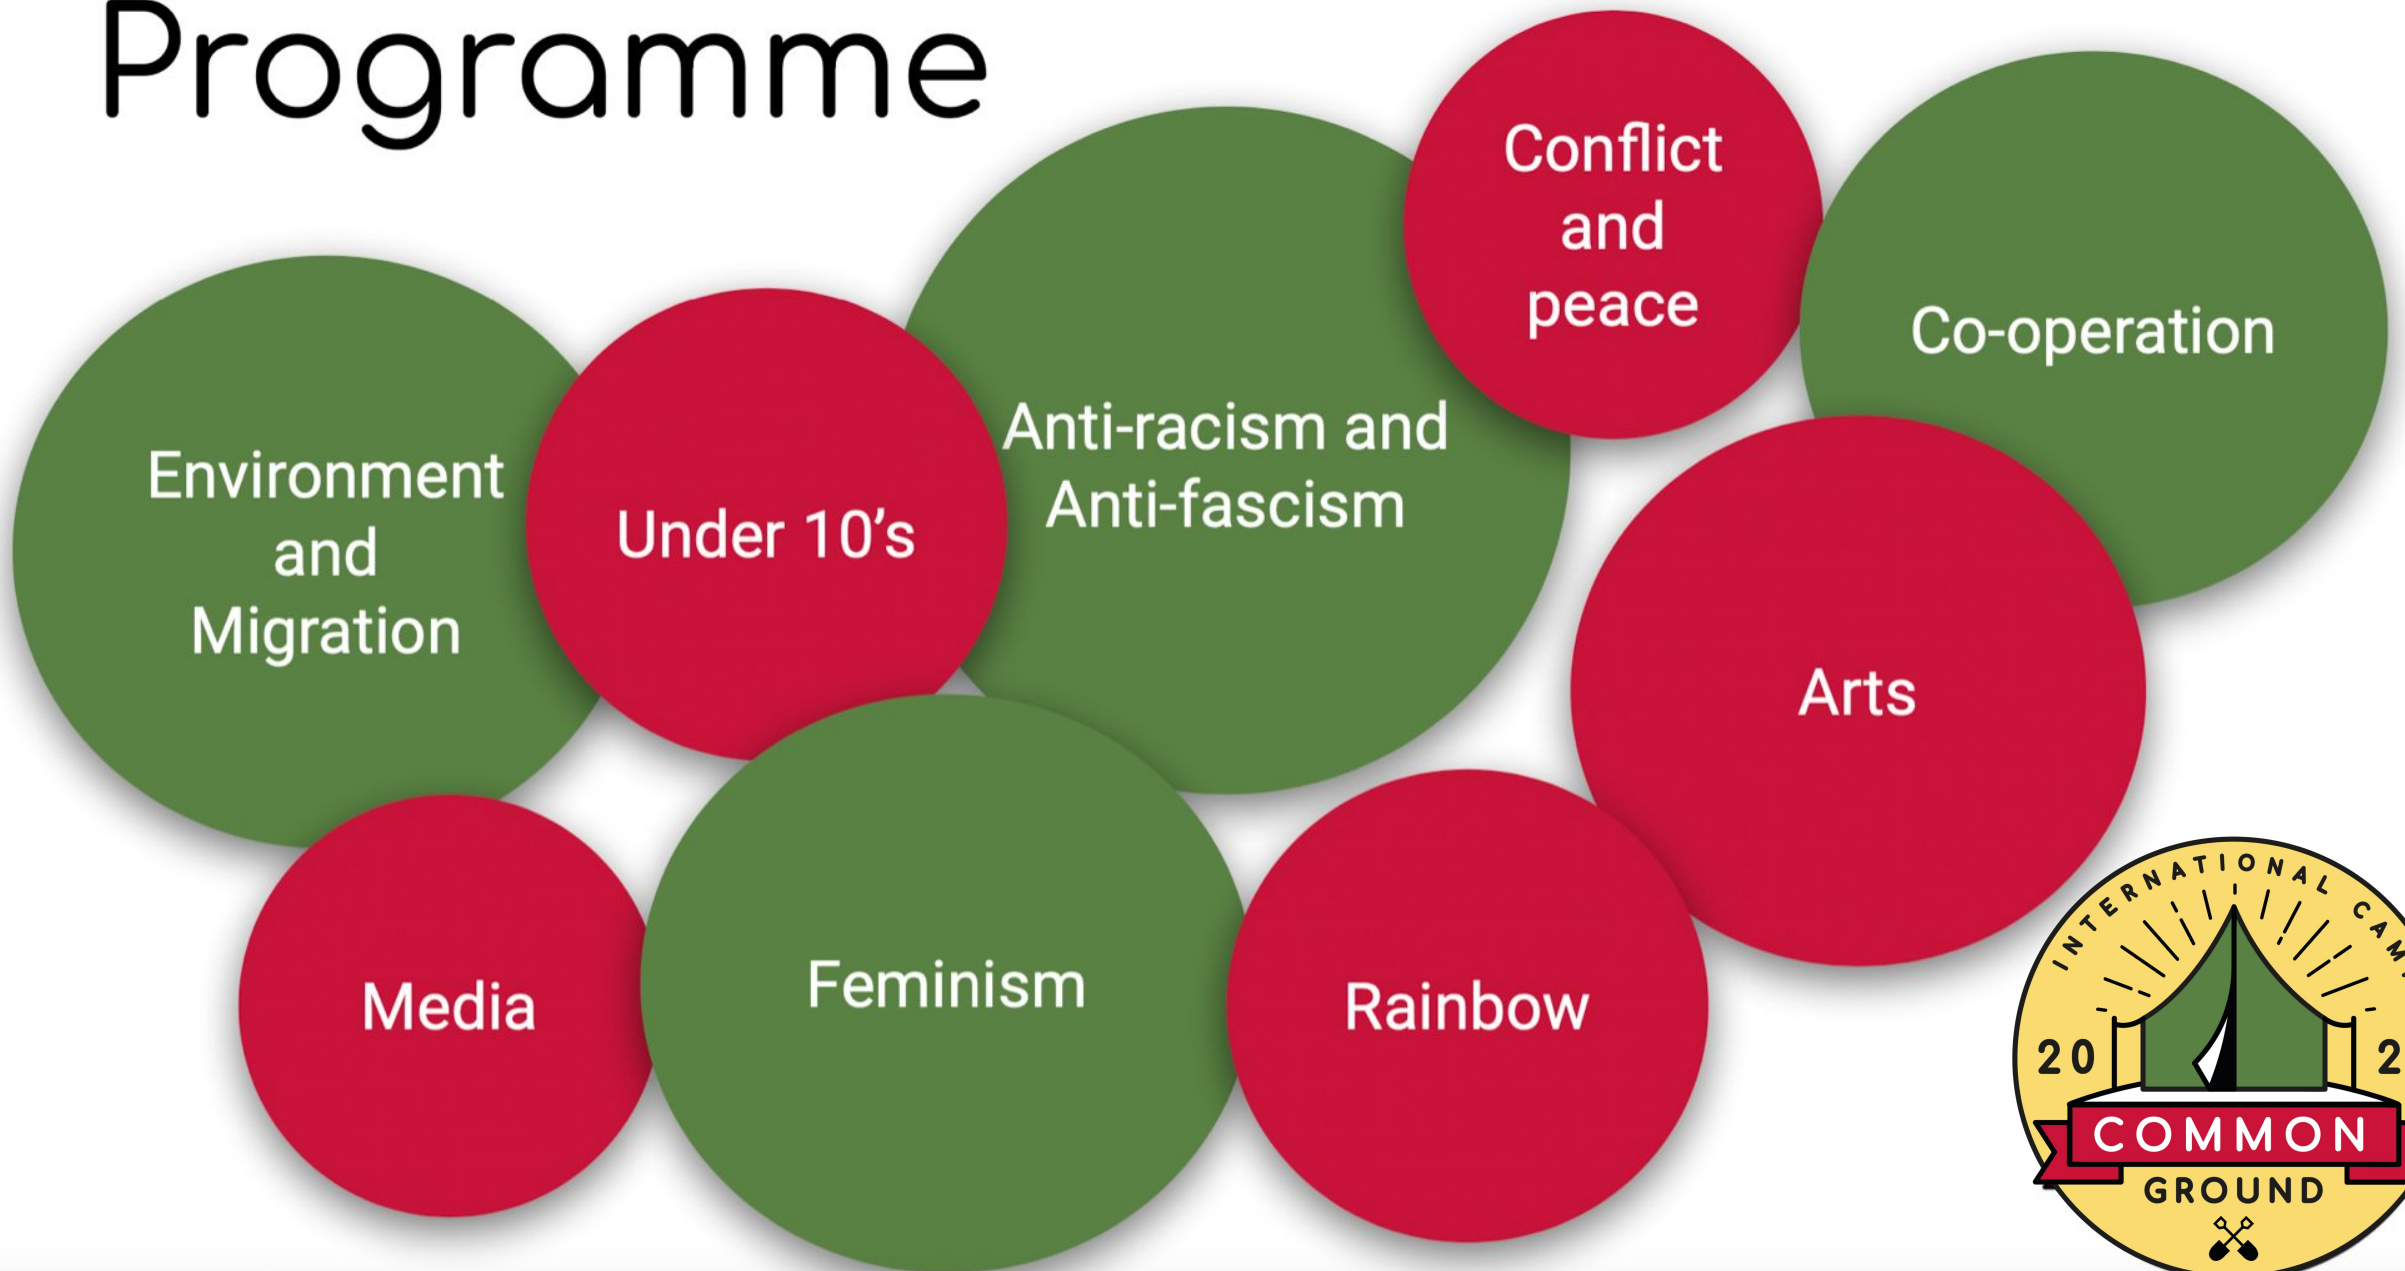 Programme
Conflict
and
peace
Co-operation
Anti-racism and
Anti-fascism
Environment
and
Migration
Under 10’s
Arts
Media
Feminism
Rainbow
INTERNATIONAL
20 2
COMMON
GROUND